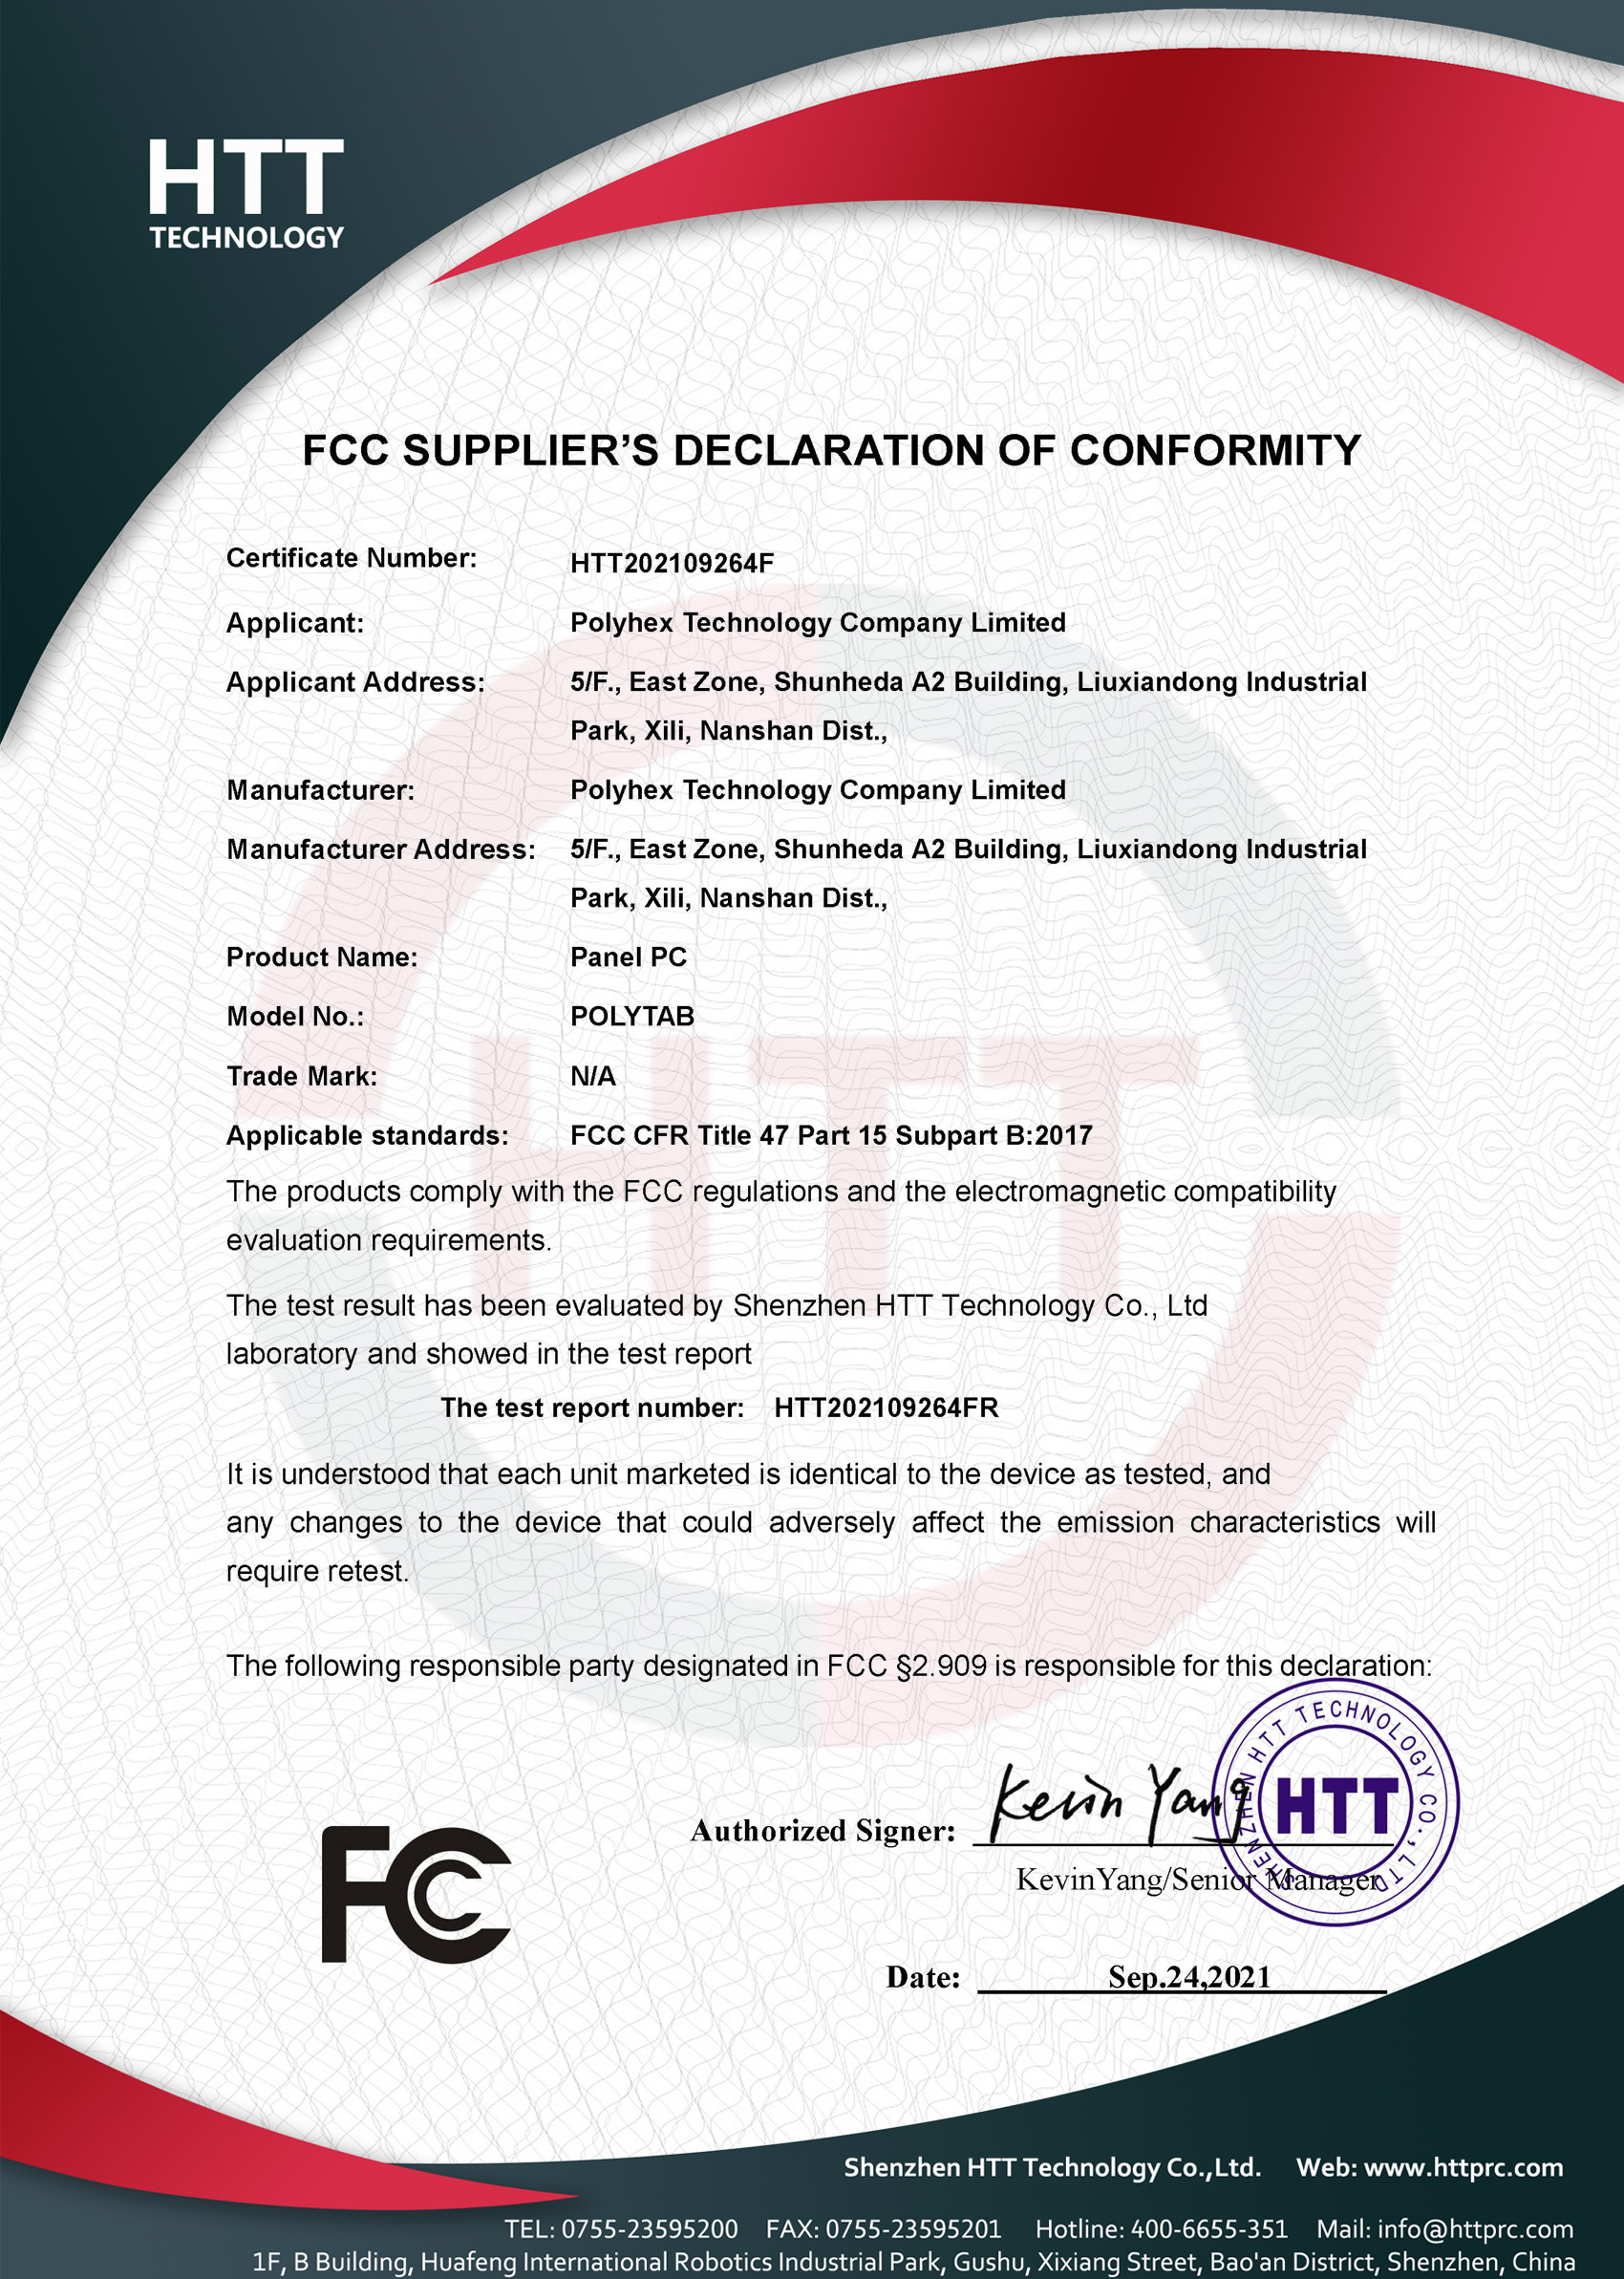 HTT
TECHNOLOGY
FCC SUPPLIER’S DECLARATION OF CONFORMITY
Certificate Number: HTT202109264F
Applicant: Polyhex Technology Company Limited
Applicant Address: 5/F., East Zone, Shunheda A2 Building, Liuxiandong Industrial
Park, Xili, Nanshan Dist.,
Manufacturer: Polyhex Technology Company Limited
Manufacturer Address: 5/F., East Zone, Shunheda A2 Building, Liuxiandong Industrial
Park, Xili, Nanshan Dist.,
Product Name: Panel PC
Model No.: POLYTAB
Trade Mark: N/A
HTT
Applicable standards: FCC CFR Title 47 Part 15 Subpart B:2017
The products comply with the FCC regulations and the electromagnetic compatibility
evaluation requirements.
The test result has been evaluated by Shenzhen HTT Technology Co., Ltd
laboratory and showed in the test report
The test report number: HTT202109264FR
It is understood that each unit marketed is identical to the device as tested, and
any changes to the device that could adversely affect the emission characteristics will
require retest.
The following responsible party designated in FCC §2.909 is responsible for this declaration:
Authorized Signer: Kevin Yang
SHENZHEN HTT TECHNOLOGY CO.,LTD
HTT
KevinYang/Senior Manager
FCC
Date: Sep.24,2021
Shenzhen HTT Technology Co.,Ltd. Web: www.httprc.com
TEL: 0755-23595200 FAX: 0755-23595201 Hotline: 400-6655-351 Mail: info@httprc.com
1F, B Building, Huafeng International Robotics Industrial Park, Gushu, Xixiang Street, Bao'an District, Shenzhen, China